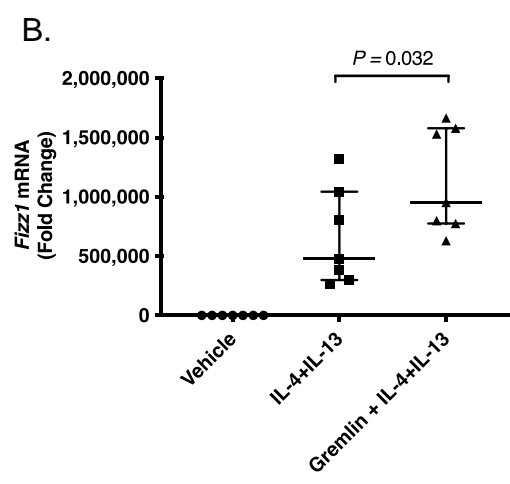 B.
P = 0.032
2,000,000
1,500,000
1,000,000
500,000
0
Fizz1 mRNA
(Fold Change)
Vehicle
IL-4+IL-13
Gremlin + IL-4+IL-13